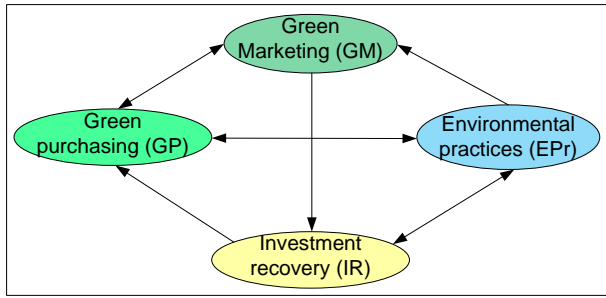 Green
Marketing (GM)
Green
purchasing (GP)
Environmental
practices (EPr)
Investment
recovery (IR)